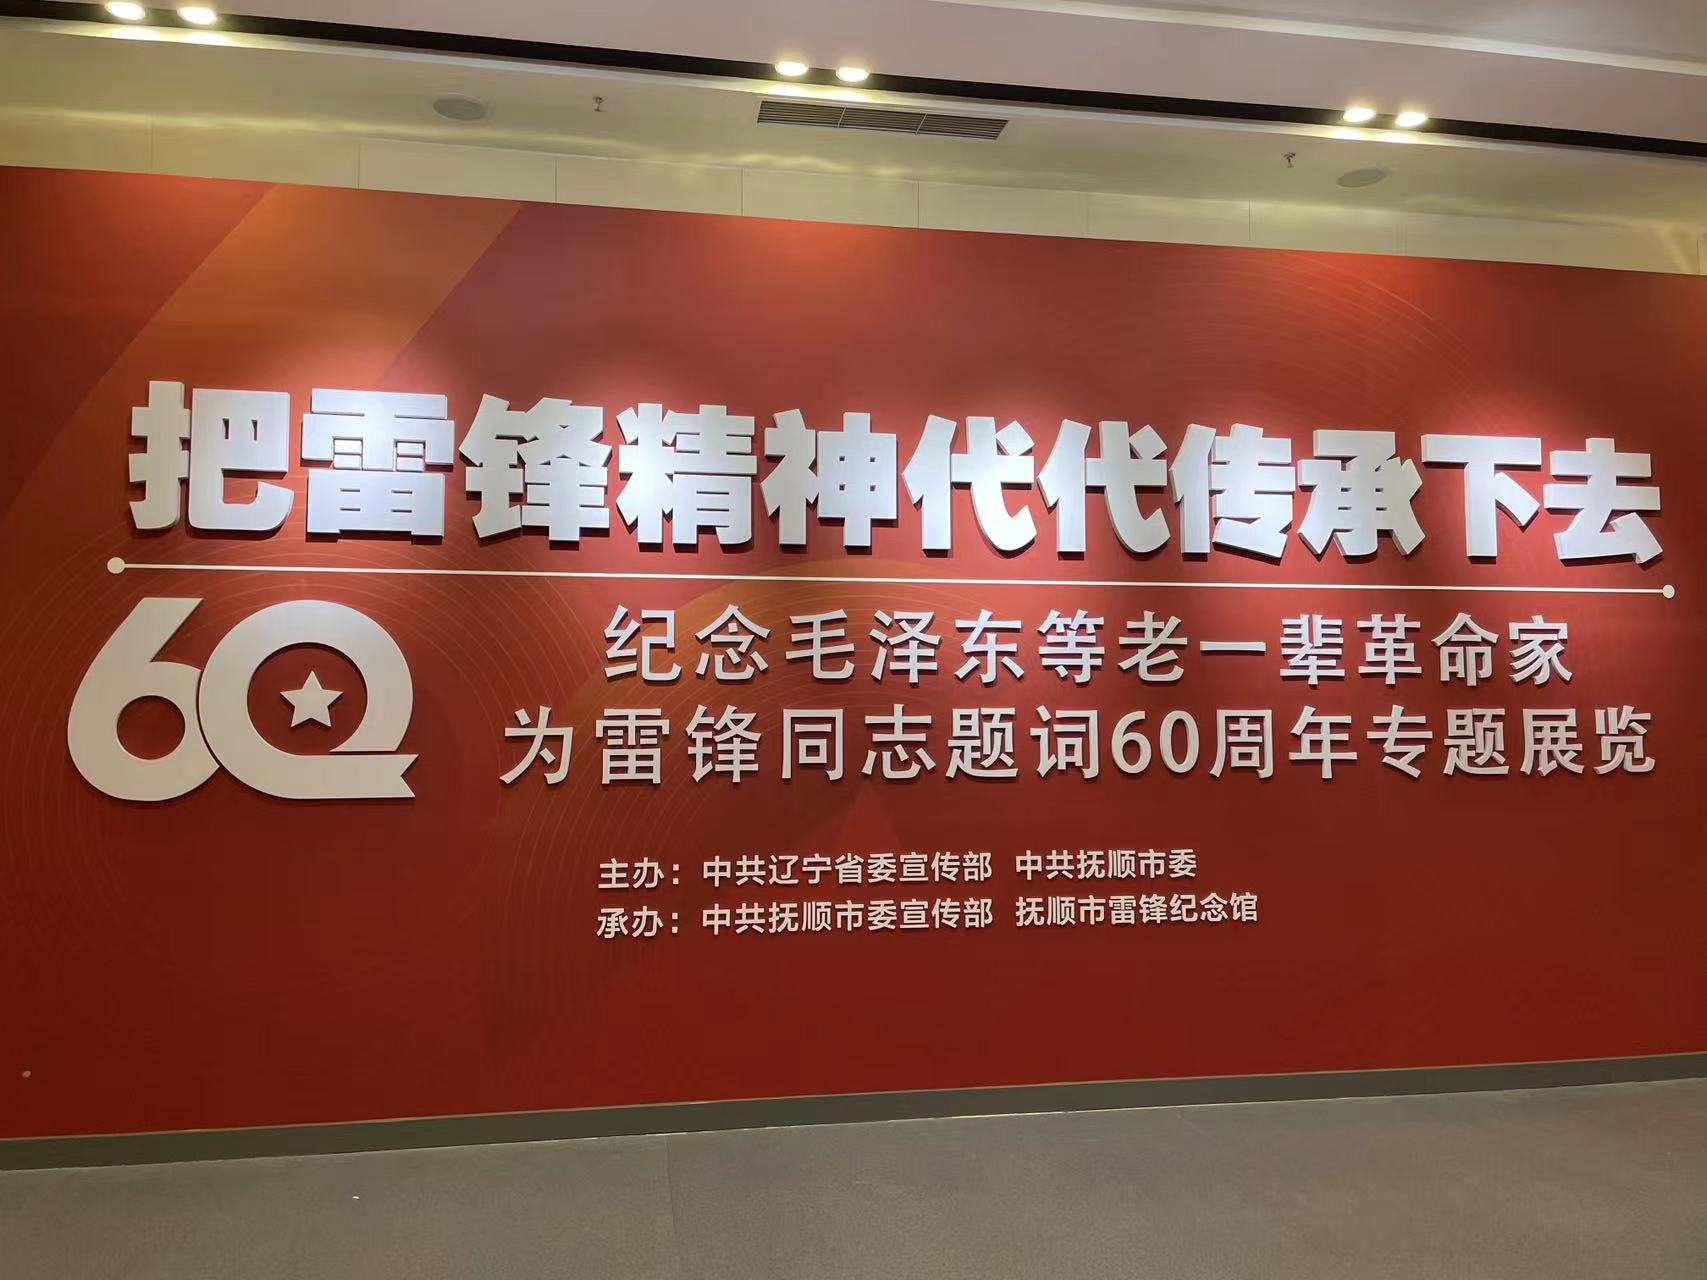 把雷锋精神代代传承下去
60
纪念毛泽东等老一辈革命家
为雷锋同志题词60周年专题展览
主办：中共辽宁省委宣传部 中共抚顺市委
承办：中共抚顺市委宣传部 抚顺市雷锋纪念馆